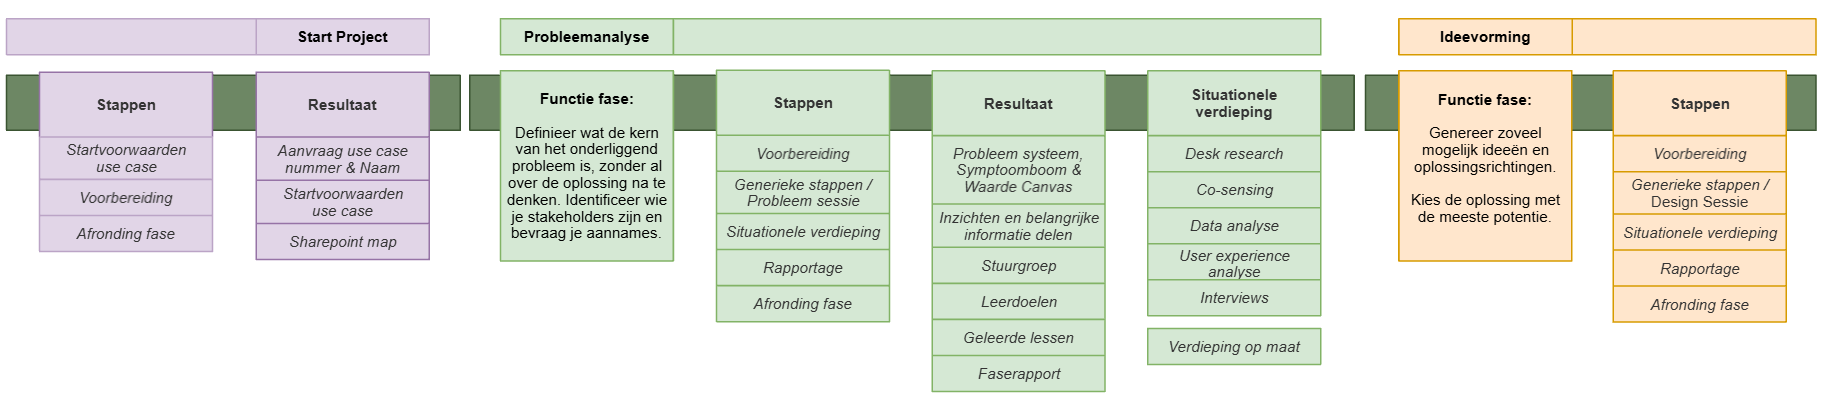 Start Project
Stappen
Startvoorwaarden
use case
Voorbereiding
Afronding fase
Resultaat
Aanvraag use case
nummer & Naam
Startvoorwaarden
use case
Sharepoint map
Probleemanalyse
Functie fase:
Definieer wat de kern
van het onderliggend
probleem is, zonder al
over de oplossing na te
denken. Identificeer wie
je stakeholders zijn en
bevraag je aannames.
Stappen
Voorbereiding
Generieke stappen /
Probleem sessie
Situationele verdieping
Rapportage
Afronding fase
Resultaat
Probleem systeem,
Symptoomboom &
Waarde Canvas
Inzichten en belangrijke
informatie delen
Stuurgroep
Leerdoelen
Geleerde lessen
Faserapport
Situationele
verdieping
Desk research
Co-sensing
Data analyse
User experience
analyse
Interviews
Verdieping op maat
Ideevorming
Functie fase:
Genereer zoveel
mogelijk ideeën en
oplossingsrichtingen.
Kies de oplossing met
de meeste potentie.
Stappen
Voorbereiding
Generieke stappen /
Design Sessie
Situationele verdieping
Rapportage
Afronding fase